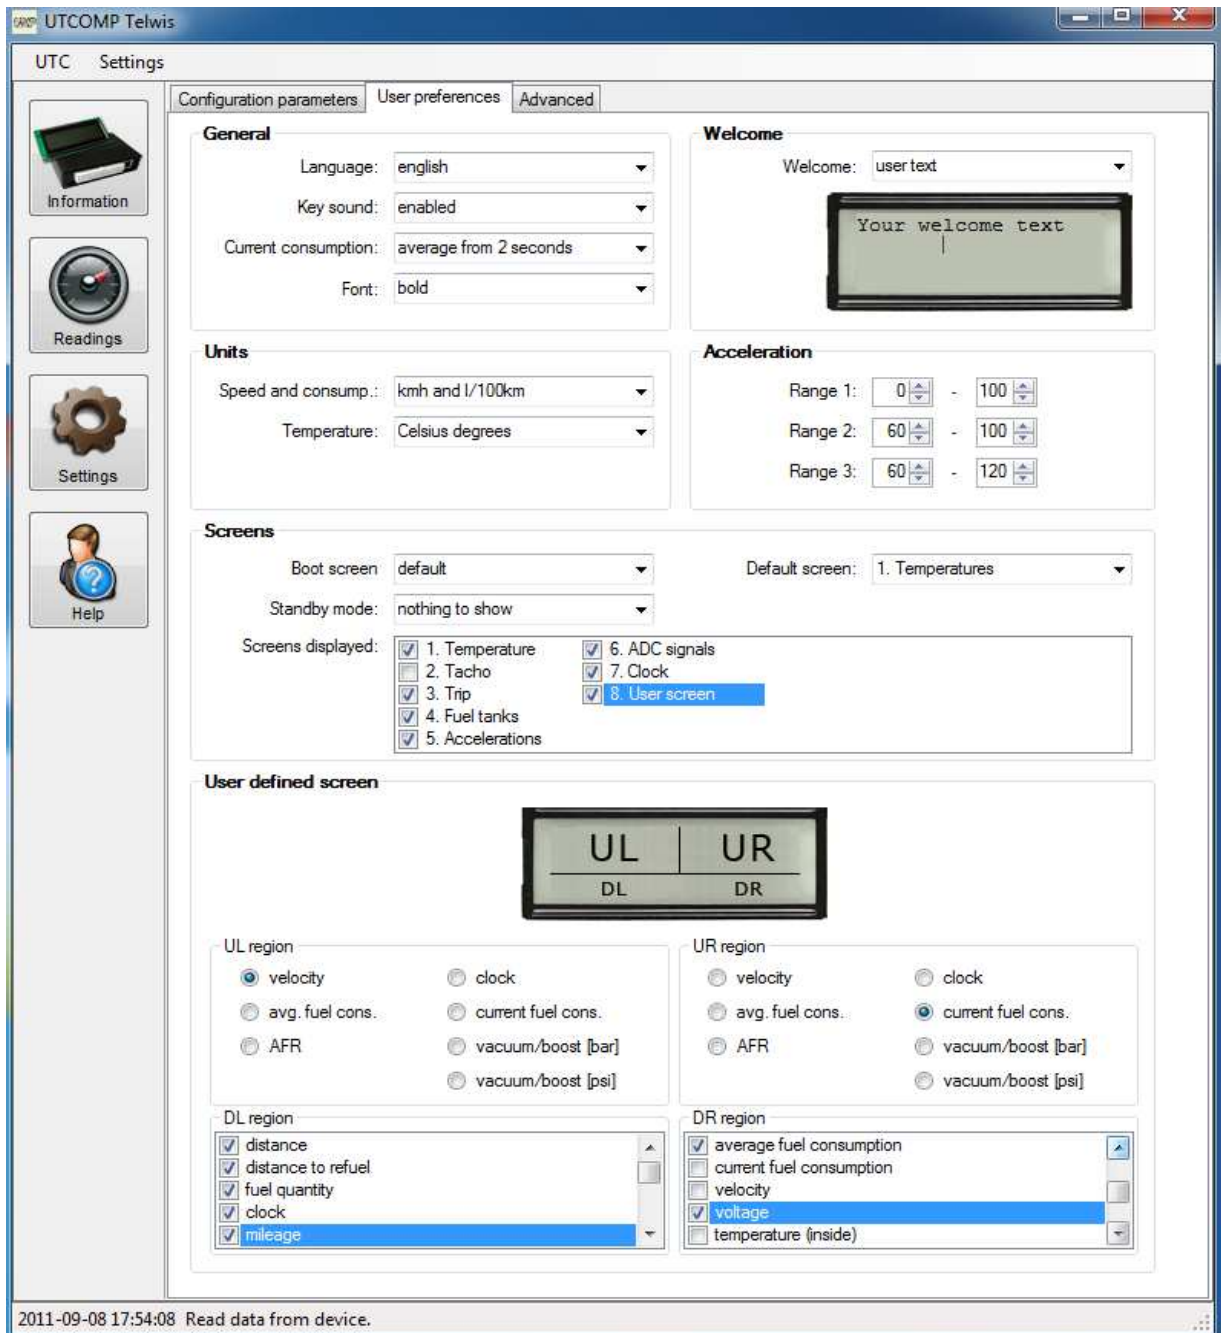 UTCOMP Telwis
UTC Settings
Configuration parameters User preferences Advanced
Information
Readings
Settings
Help
General
Language: english
Key sound: enabled
Current consumption: average from 2 seconds
Font: bold
Welcome
Welcome: user text
Your welcome text
Units
Speed and consump.: kmh and l/100km
Temperature: Celsius degrees
Acceleration
Range 1: 0 - 100
Range 2: 60 - 100
Range 3: 60 - 120
Screens
Boot screen default
Default screen: 1. Temperatures
Standby mode: nothing to show
Screens displayed:
1. Temperature
2. Tacho
3. Trip
4. Fuel tanks
5. Accelerations
6. ADC signals
7. Clock
8. User screen
User defined screen
UL UR
DL DR
UL region
velocity clock
avg. fuel cons. current fuel cons.
AFR vacuum/boost [bar]
vacuum/boost [psi]
UR region
velocity clock
avg. fuel cons. current fuel cons.
AFR vacuum/boost [bar]
vacuum/boost [psi]
DL region
distance
distance to refuel
fuel quantity
clock
mileage
DR region
average fuel consumption
current fuel consumption
velocity
voltage
temperature (inside)
2011-09-08 17:54:08 Read data from device.